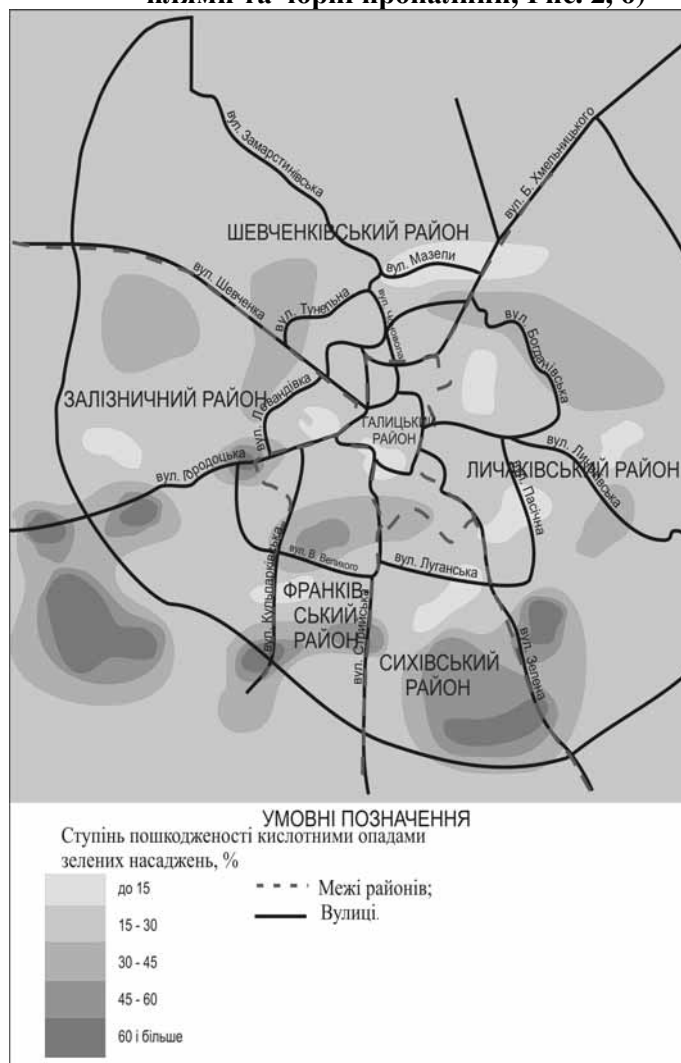 вул. Замарстинівська
вул. Б. Хмельницького
ШЕВЧЕНКІВСЬКИЙ РАЙОН
вул. Мазепи
вул. Шевченка
вул. Тунельна
вул. Богданівська
ЗАЛІЗНИЧНИЙ РАЙОН
вул. Левандівка
ГАЛИЦЬКИЙ
РАЙОН
вул. Городоцька
ЛИЧАКІВСЬКИЙ РАЙОН
вул. Личаківська
вул. Пасічна
вул. Кульпарківська
вул. В. Великого
вул. Луганська
ФРАНКІВ-
СЬКИЙ
РАЙОН
вул. Стрийська
СИХІВСЬКИЙ
РАЙОН
вул. Зелена
УМОВНІ ПОЗНАЧЕННЯ
Ступінь пошкодженості кислотними опадами
зелених насаджень, %
до 15
15 - 30
30 - 45
45 - 60
60 і більше
Межі районів;
Вулиці.